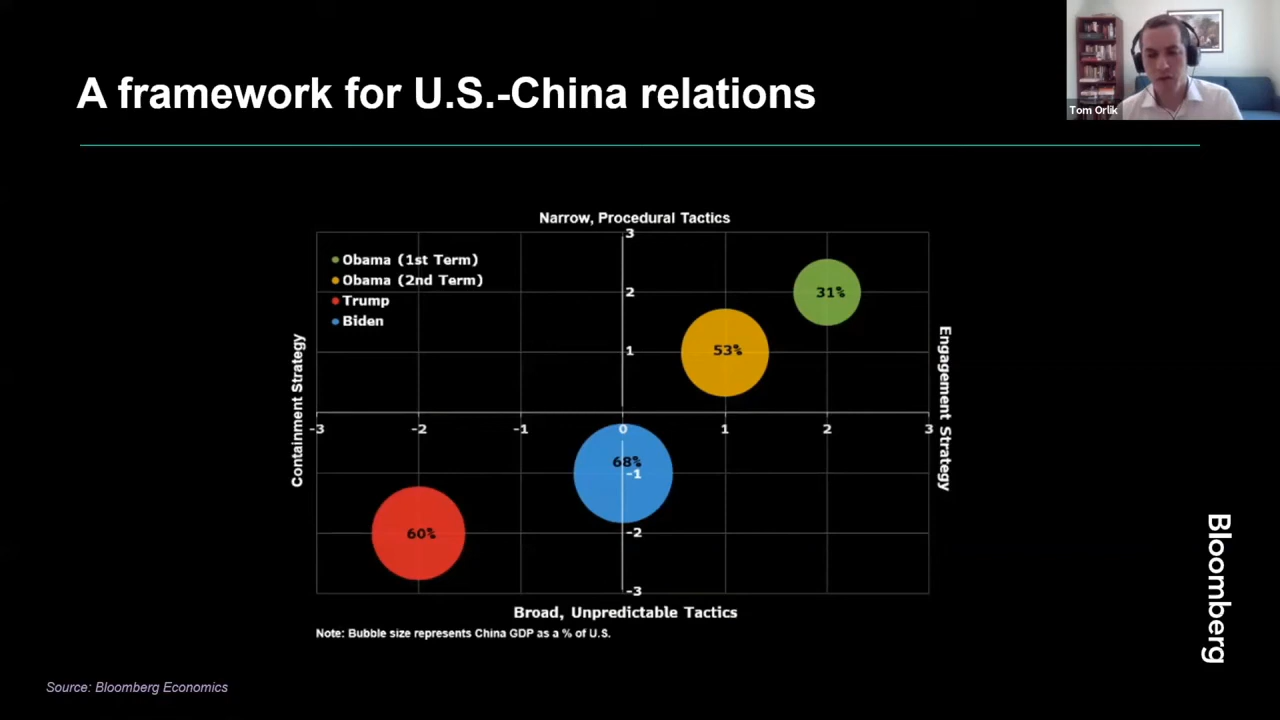 A framework for U.S.-China relations
Tom Orlik
Narrow, Procedural Tactics
Obama (1st Term)
Obama (2nd Term)
Trump
Biden
3
2
1
-3
-2
-1
0
1
2
3
-1
-2
-3
31%
53%
68%
60%
Containment Strategy
Engagement Strategy
Broad, Unpredictable Tactics
Note: Bubble size represents China GDP as a % of U.S.
Bloomberg
Source: Bloomberg Economics